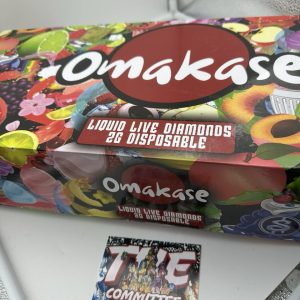 Omakase
LIQUID LIVE DIAMONDS
2G DISPOSABLE
Omakase
LIQUID LIVE DIAMONDS
2G DISPOSABLE
THE
COMMITTEE